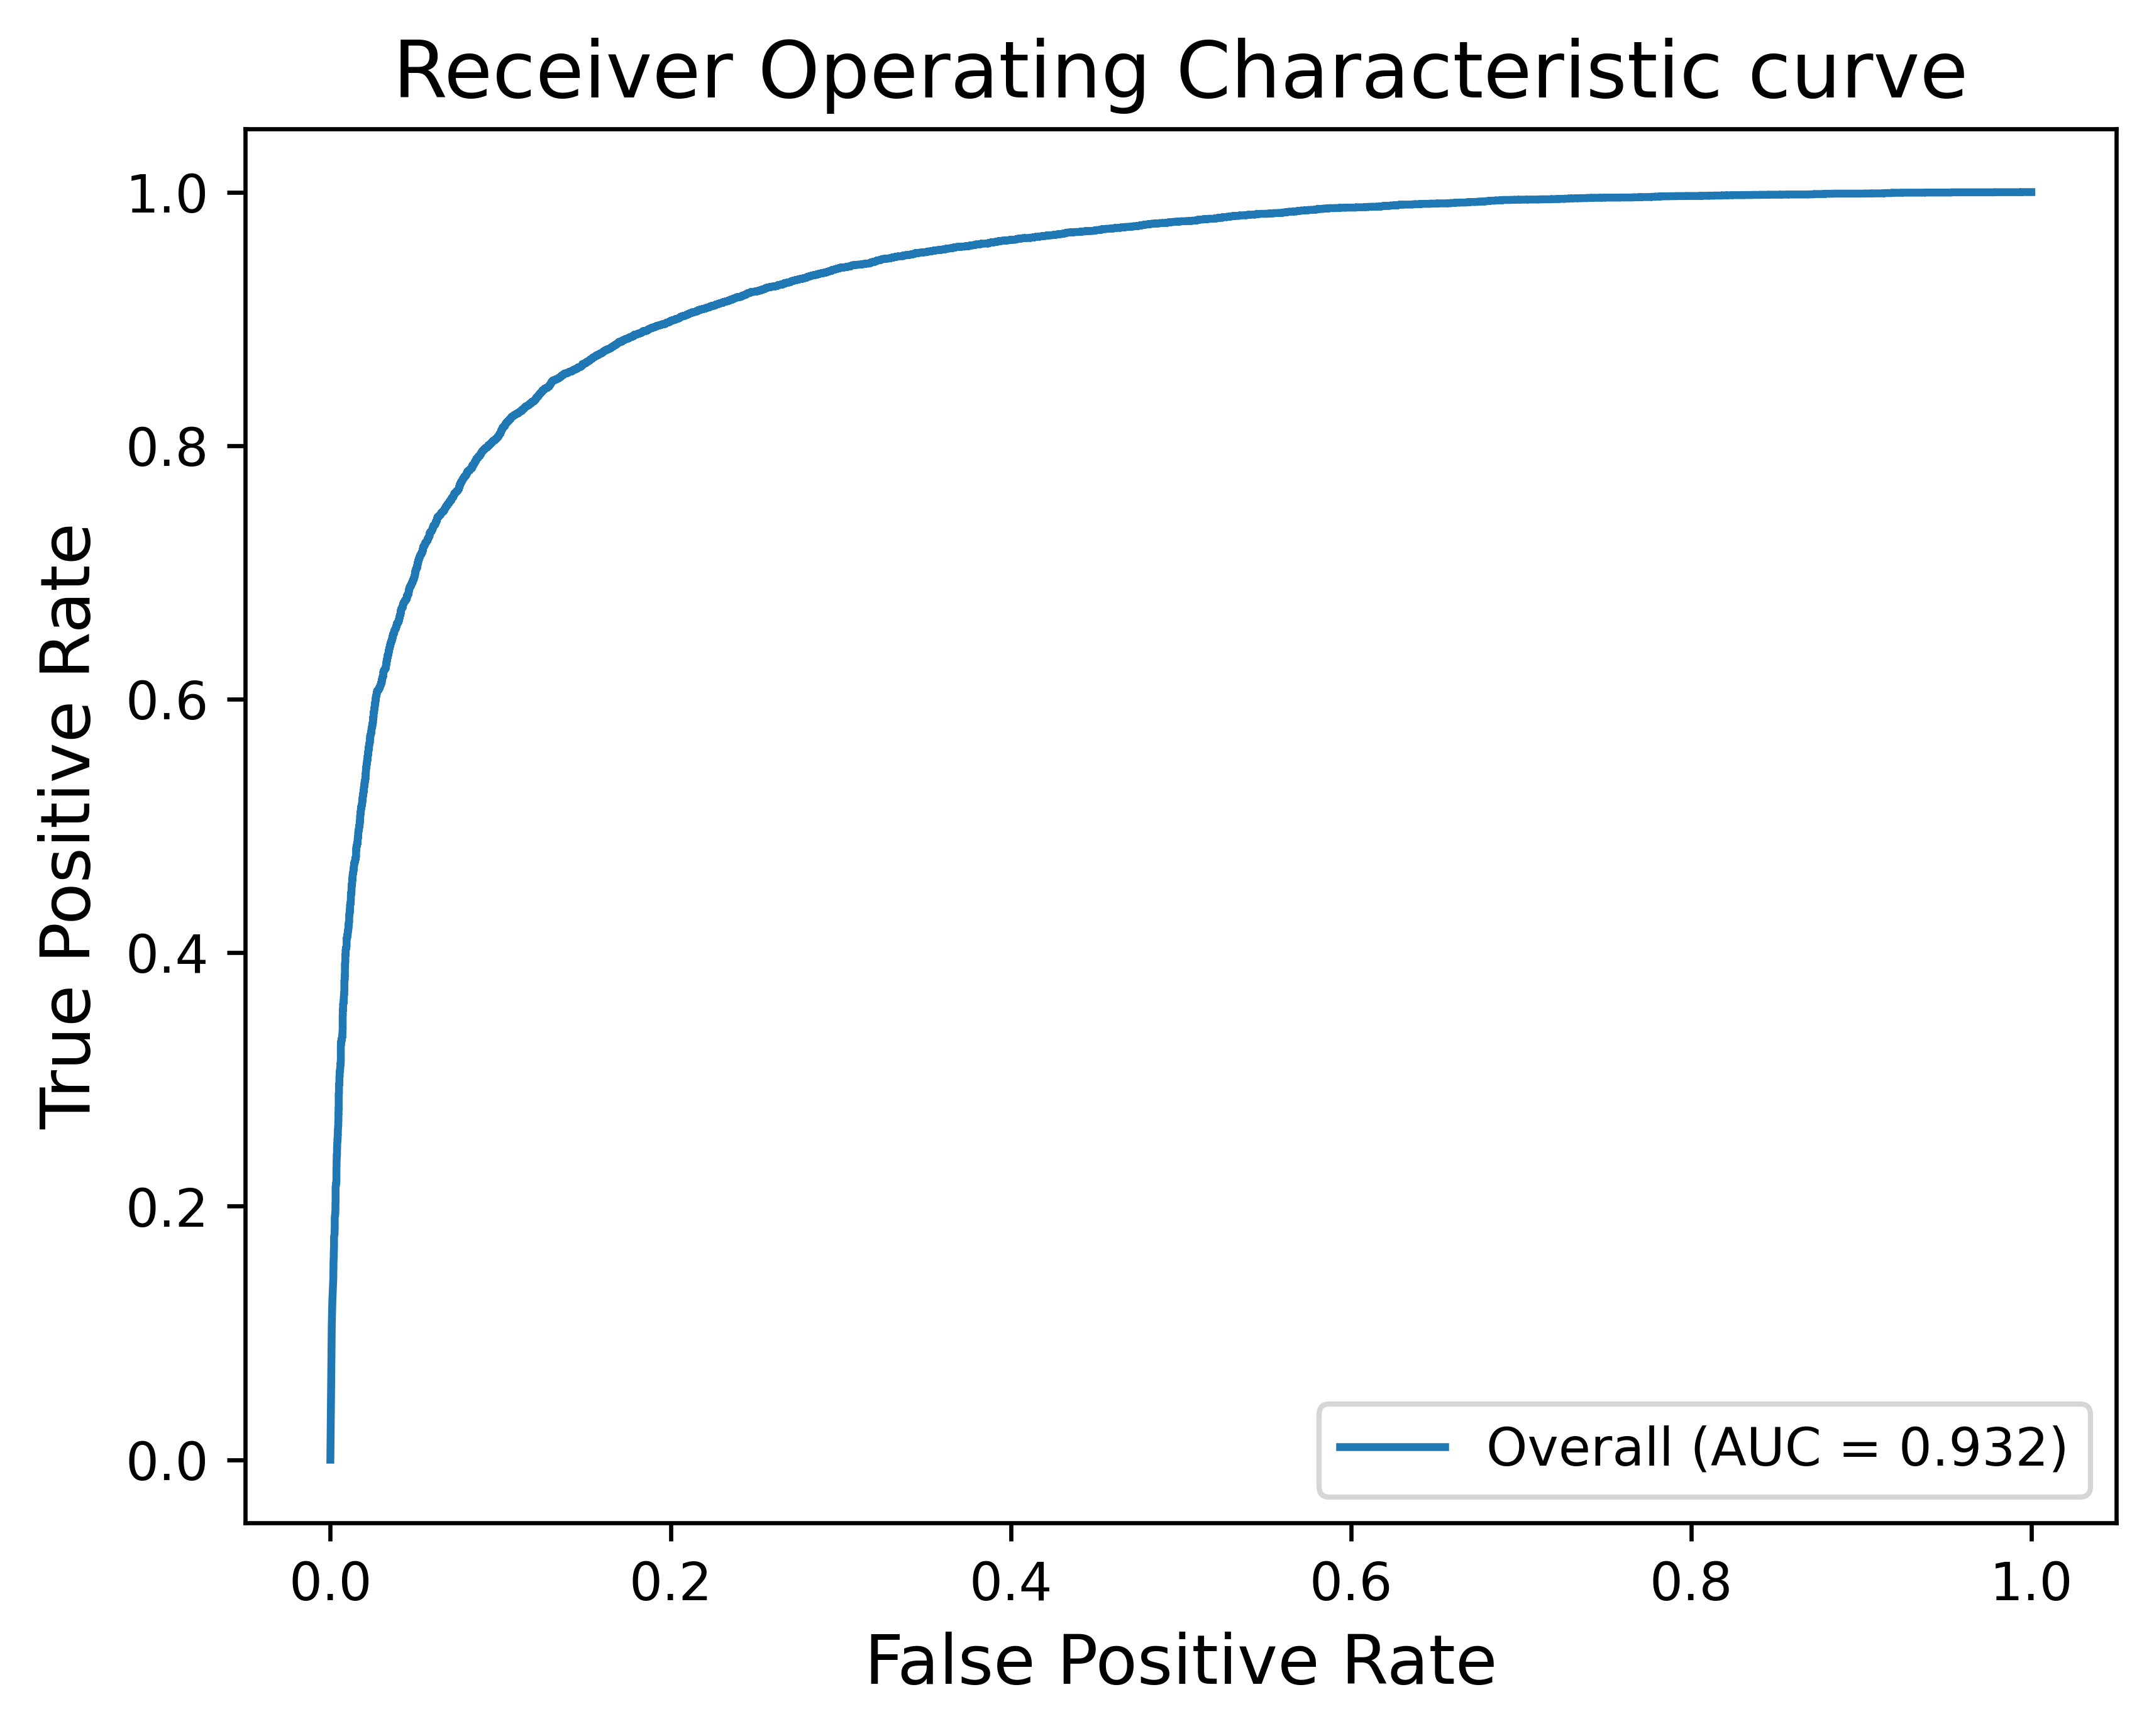 Receiver Operating Characteristic curve
1.0
0.8
0.6
0.4
0.2
0.0
True Positive Rate
Overall (AUC = 0.932)
0.0 0.2 0.4 0.6 0.8 1.0
False Positive Rate